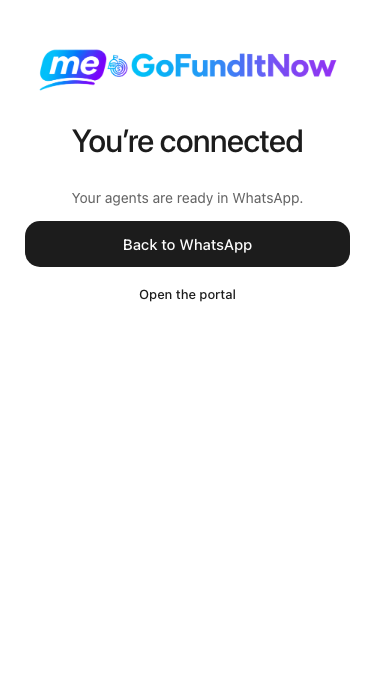 me GoFundItNow
You're connected
Your agents are ready in WhatsApp.
Back to WhatsApp
Open the portal